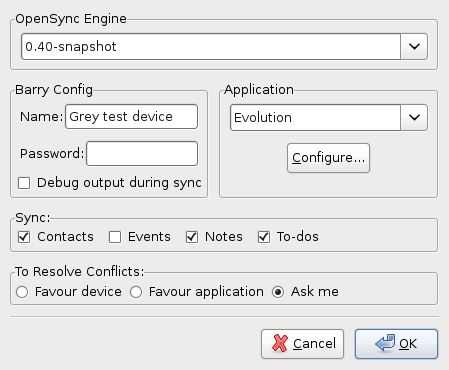 OpenSync Engine
0.40-snapshot
Barry Config
Name: Grey test device
Password:
Debug output during sync
Application
Evolution
Configure...
Sync:
Contacts Events Notes To-dos
To Resolve Conflicts:
Favour device Favour application Ask me
Cancel OK